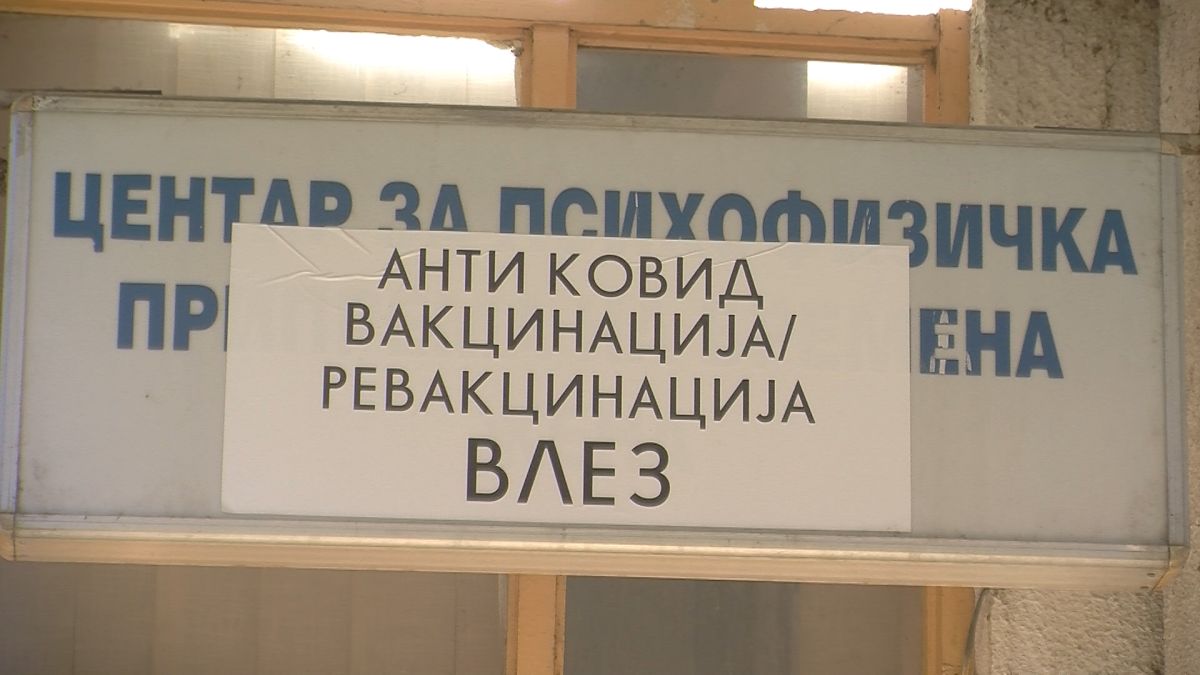 ЦЕНТАР ЗА ПСИХОФИЗИЧКА
АНТИ КОВИД
ВАКЦИНАЦИЈА/
РЕВАКЦИНАЦИЈА
ВЛЕЗ